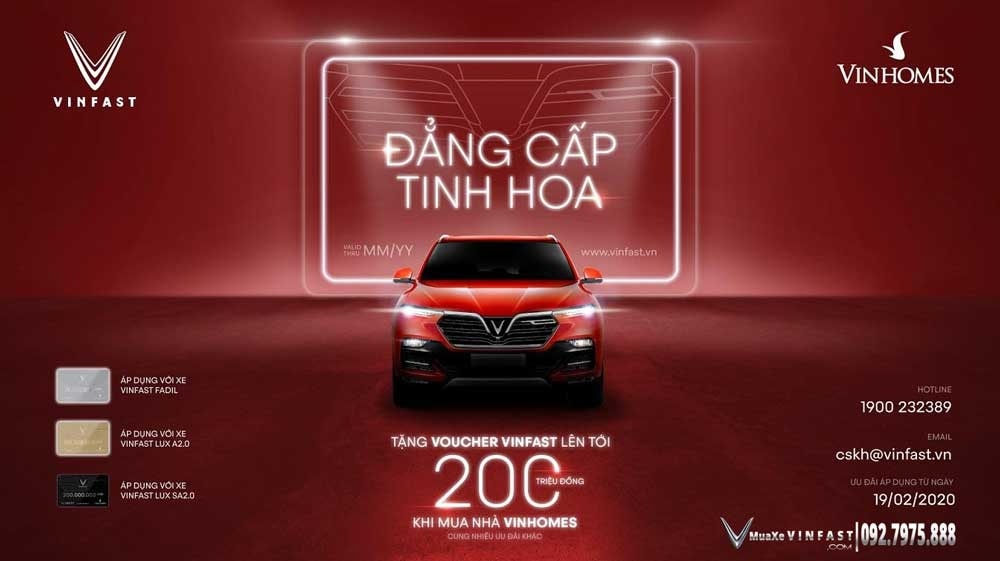 VINFAST
VINHOMES
ĐẲNG CẤP
TINH HOA
VALID
THRU MM/YY
www.vinfast.vn
ÁP DỤNG VỚI XE
VINFAST FADIL
ÁP DỤNG VỚI XE
VINFAST LUX A2.0
200.000.000
ÁP DỤNG VỚI XE
VINFAST LUX SA2.0
TẶNG VOUCHER VINFAST LÊN TỚI
200 TRIỆU ĐỒNG
KHI MUA NHÀ VINHOMES
CÙNG NHIỀU ƯU ĐÃI KHÁC
HOTLINE
1900 232389
EMAIL
cskh@vinfast.vn
ƯU ĐÃI ÁP DỤNG TỪ NGÀY
19/02/2020
MuaXeVINFAST.COM 092.7975.888